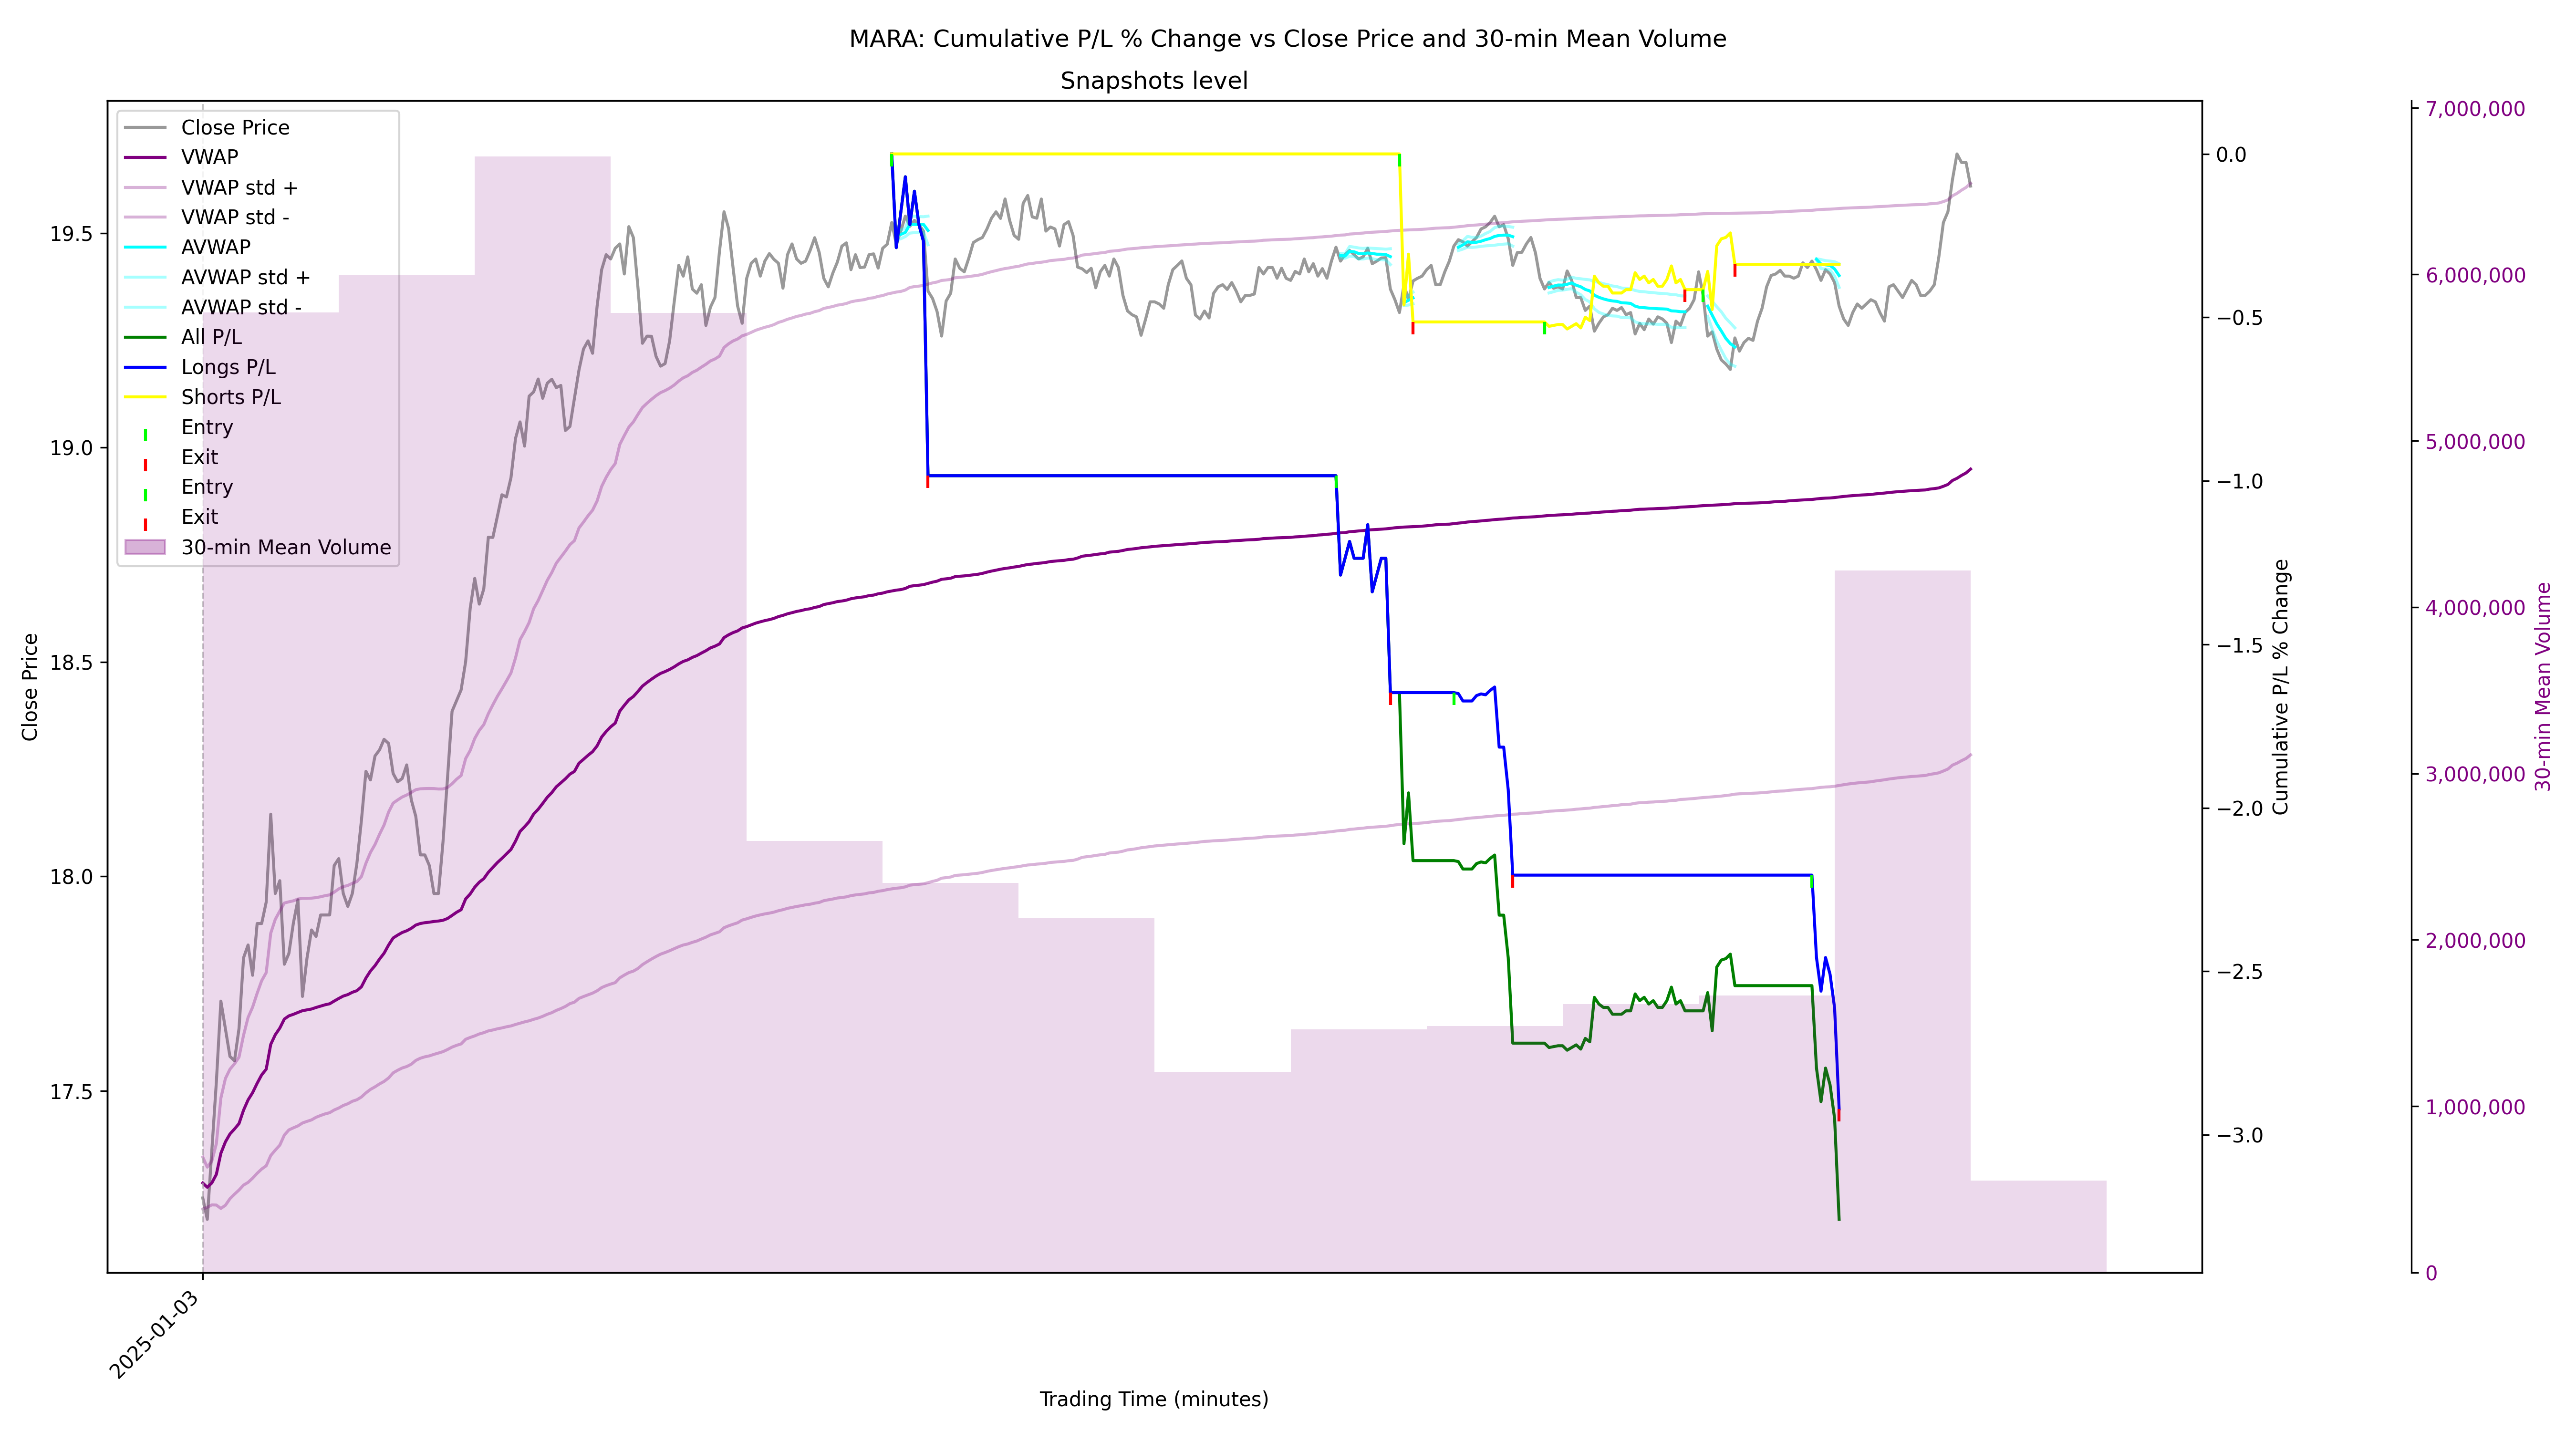 MARA: Cumulative P/L % Change vs Close Price and 30-min Mean Volume
Snapshots level
Close Price
VWAP
VWAP std +
VWAP std -
AVWAP
AVWAP std +
AVWAP std -
All P/L
Longs P/L
Shorts P/L
Entry
Exit
Entry
Exit
30-min Mean Volume
Close Price
19.5
19.0
18.5
18.0
17.5
0.0
−0.5
−1.0
−1.5
−2.0
−2.5
−3.0
Cumulative P/L % Change
7,000,000
6,000,000
5,000,000
4,000,000
3,000,000
2,000,000
1,000,000
0
30-min Mean Volume
2025-01-03
Trading Time (minutes)